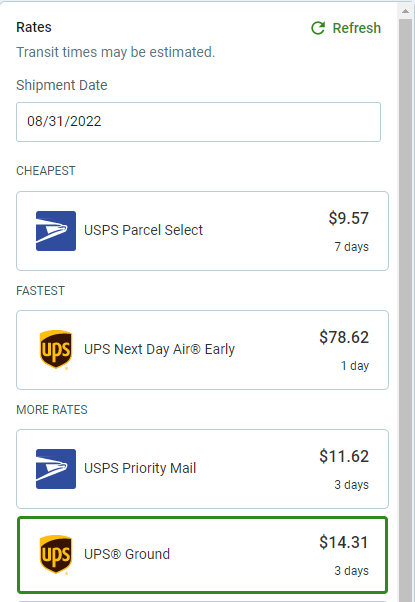 Rates
Refresh
Transit times may be estimated.
Shipment Date
08/31/2022
CHEAPEST
USPS Parcel Select
$9.57
7 days
FASTEST
ups
UPS Next Day Air® Early
$78.62
1 day
MORE RATES
USPS Priority Mail
$11.62
3 days
ups
UPS® Ground
$14.31
3 days